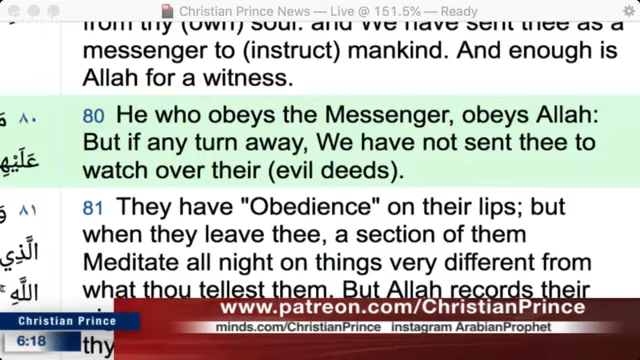 Christian Prince News — Live @ 151.5% — Ready
from thy (own) soul. and We have sent thee as a
messenger to (instruct) mankind. And enough is
Allah for a witness.
٨٠
80 He who obeys the Messenger, obeys Allah:
But if any turn away, We have not sent thee to
عَلَيْهِ
watch over their (evil deeds).
٨١
81 They have "Obedience" on their lips; but
when they leave thee, a section of them
الَّذِي
Meditate all night on things very different from
اللَّهِ
what thou tellest them. But Allah records their
thy
www.patreon.com/ChristianPrince
minds.com/ChristianPrince instagram ArabianProphet
Christian Prince
6:18